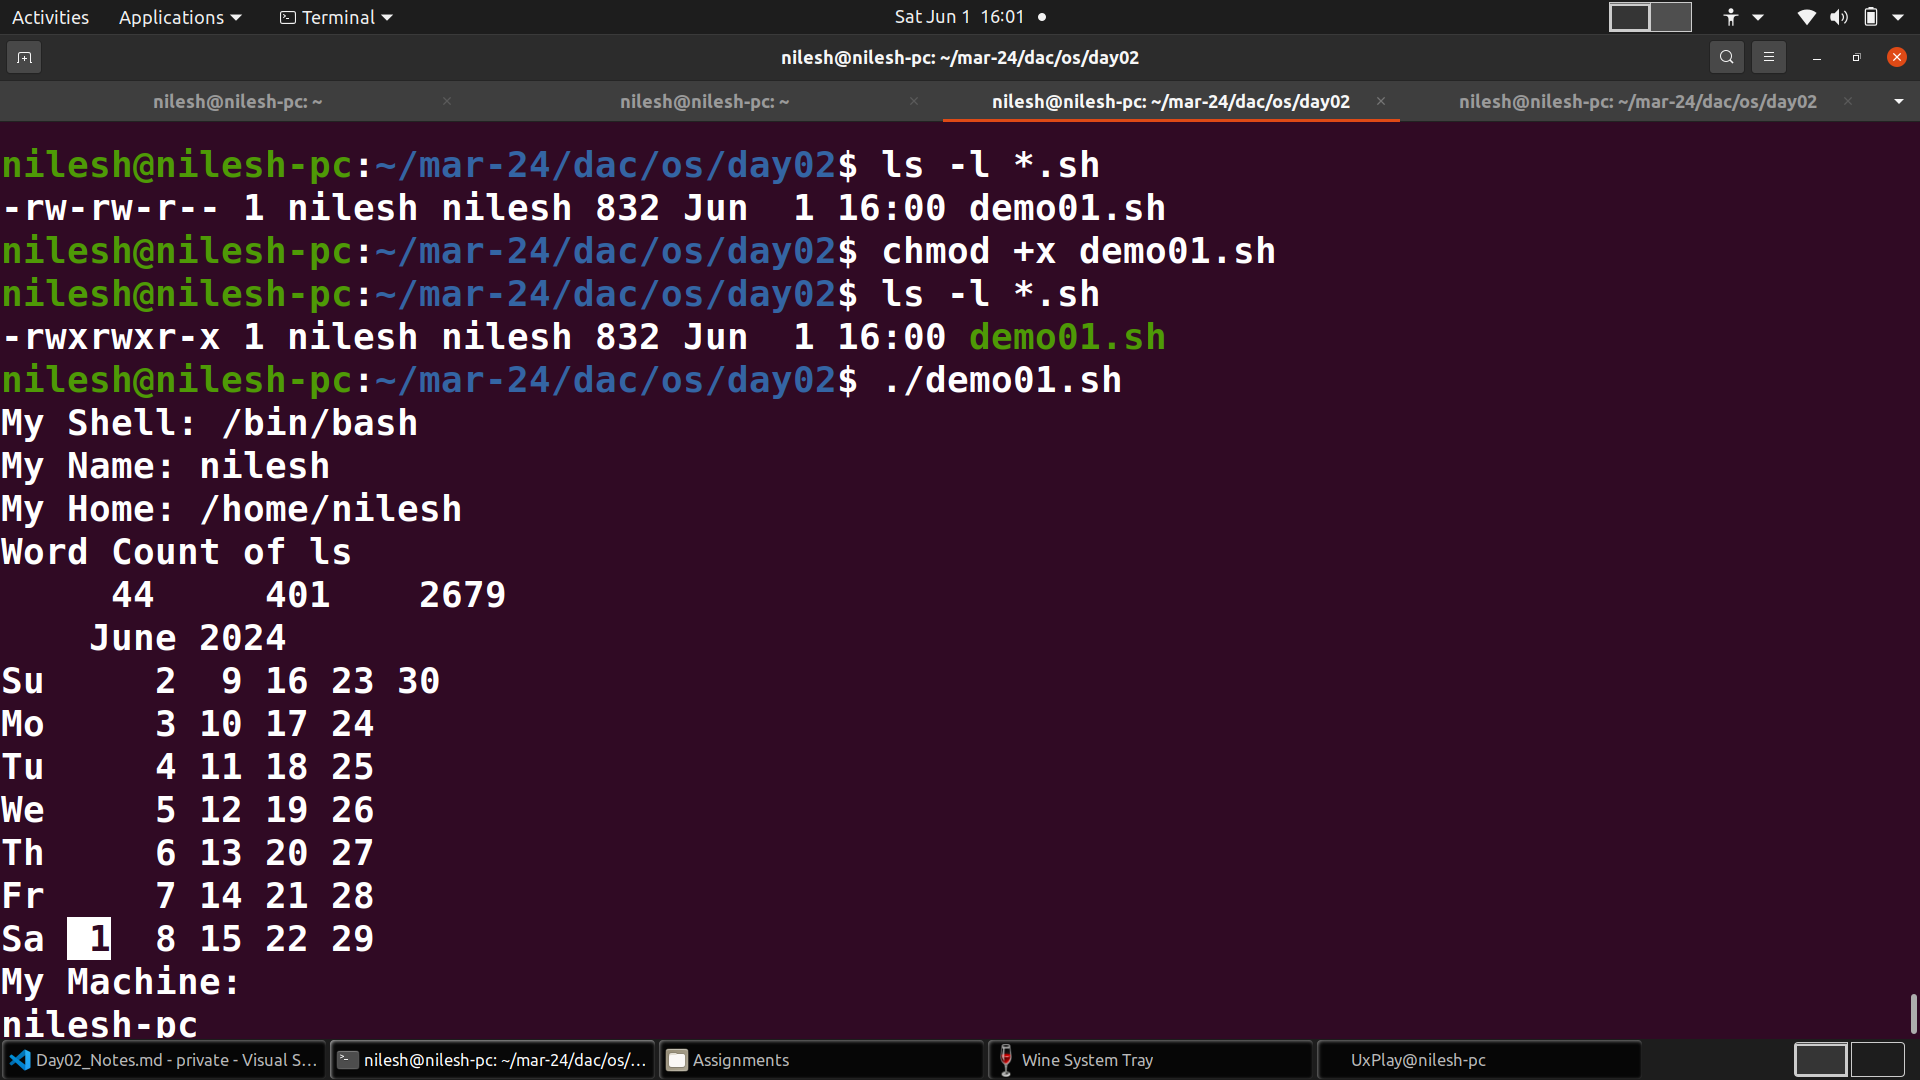 Activities Applications Terminal Sat Jun 1 16:01
nilesh@nilesh-pc: ~/mar-24/dac/os/day02
nilesh@nilesh-pc: ~ × nilesh@nilesh-pc: ~ × nilesh@nilesh-pc: ~/mar-24/dac/os/day02 × nilesh@nilesh-pc: ~/mar-24/dac/os/day02 ×
nilesh@nilesh-pc:~/mar-24/dac/os/day02$ ls -l *.sh
-rw-rw-r-- 1 nilesh nilesh 832 Jun  1 16:00 demo01.sh
nilesh@nilesh-pc:~/mar-24/dac/os/day02$ chmod +x demo01.sh
nilesh@nilesh-pc:~/mar-24/dac/os/day02$ ls -l *.sh
-rwxrwxr-x 1 nilesh nilesh 832 Jun  1 16:00 demo01.sh
nilesh@nilesh-pc:~/mar-24/dac/os/day02$ ./demo01.sh
My Shell: /bin/bash
My Name: nilesh
My Home: /home/nilesh
Word Count of ls
     44     401    2679
    June 2024
Su     2  9 16 23 30
Mo     3 10 17 24
Tu     4 11 18 25
We     5 12 19 26
Th     6 13 20 27
Fr     7 14 21 28
Sa  1  8 15 22 29
My Machine:
nilesh-pc
Day02_Notes.md - private - Visual S... nilesh@nilesh-pc: ~/mar-24/dac/os/... Assignments Wine System Tray UxPlay@nilesh-pc